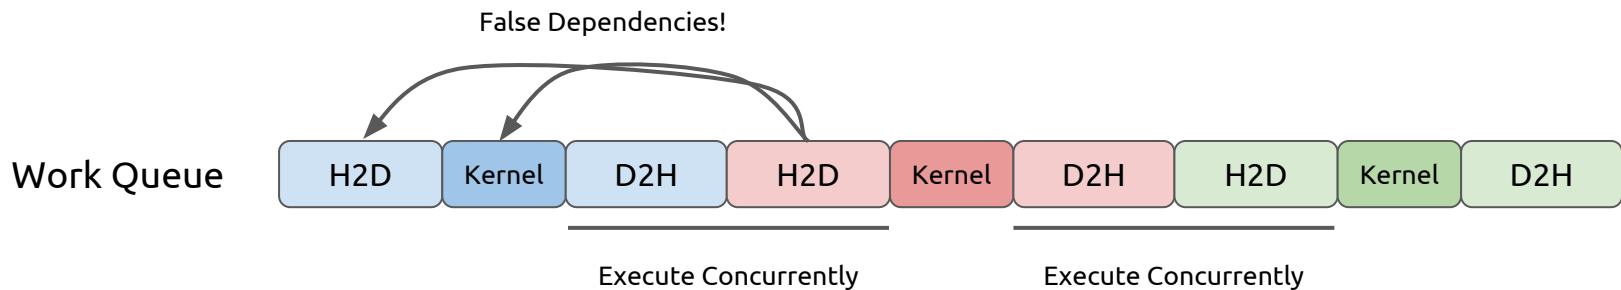 False Dependencies!
Work Queue H2D Kernel D2H H2D Kernel D2H H2D Kernel D2H
Execute Concurrently Execute Concurrently